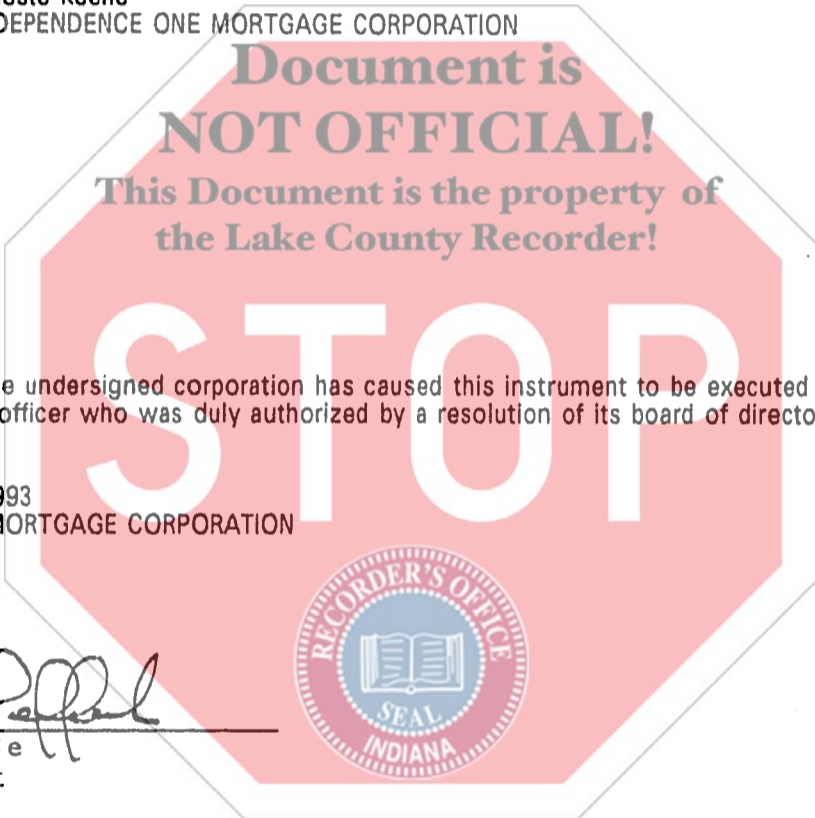 DEPENDENCE ONE MORTGAGE CORPORATION
Document is
NOT OFFICIAL!
This Document is the property of
the Lake County Recorder!
STOP
e undersigned corporation has caused this instrument to be executed
officer who was duly authorized by a resolution of its board of directo
993
MORTGAGE CORPORATION
RECORDER'S OFFICE
SEAL
INDIANA
e